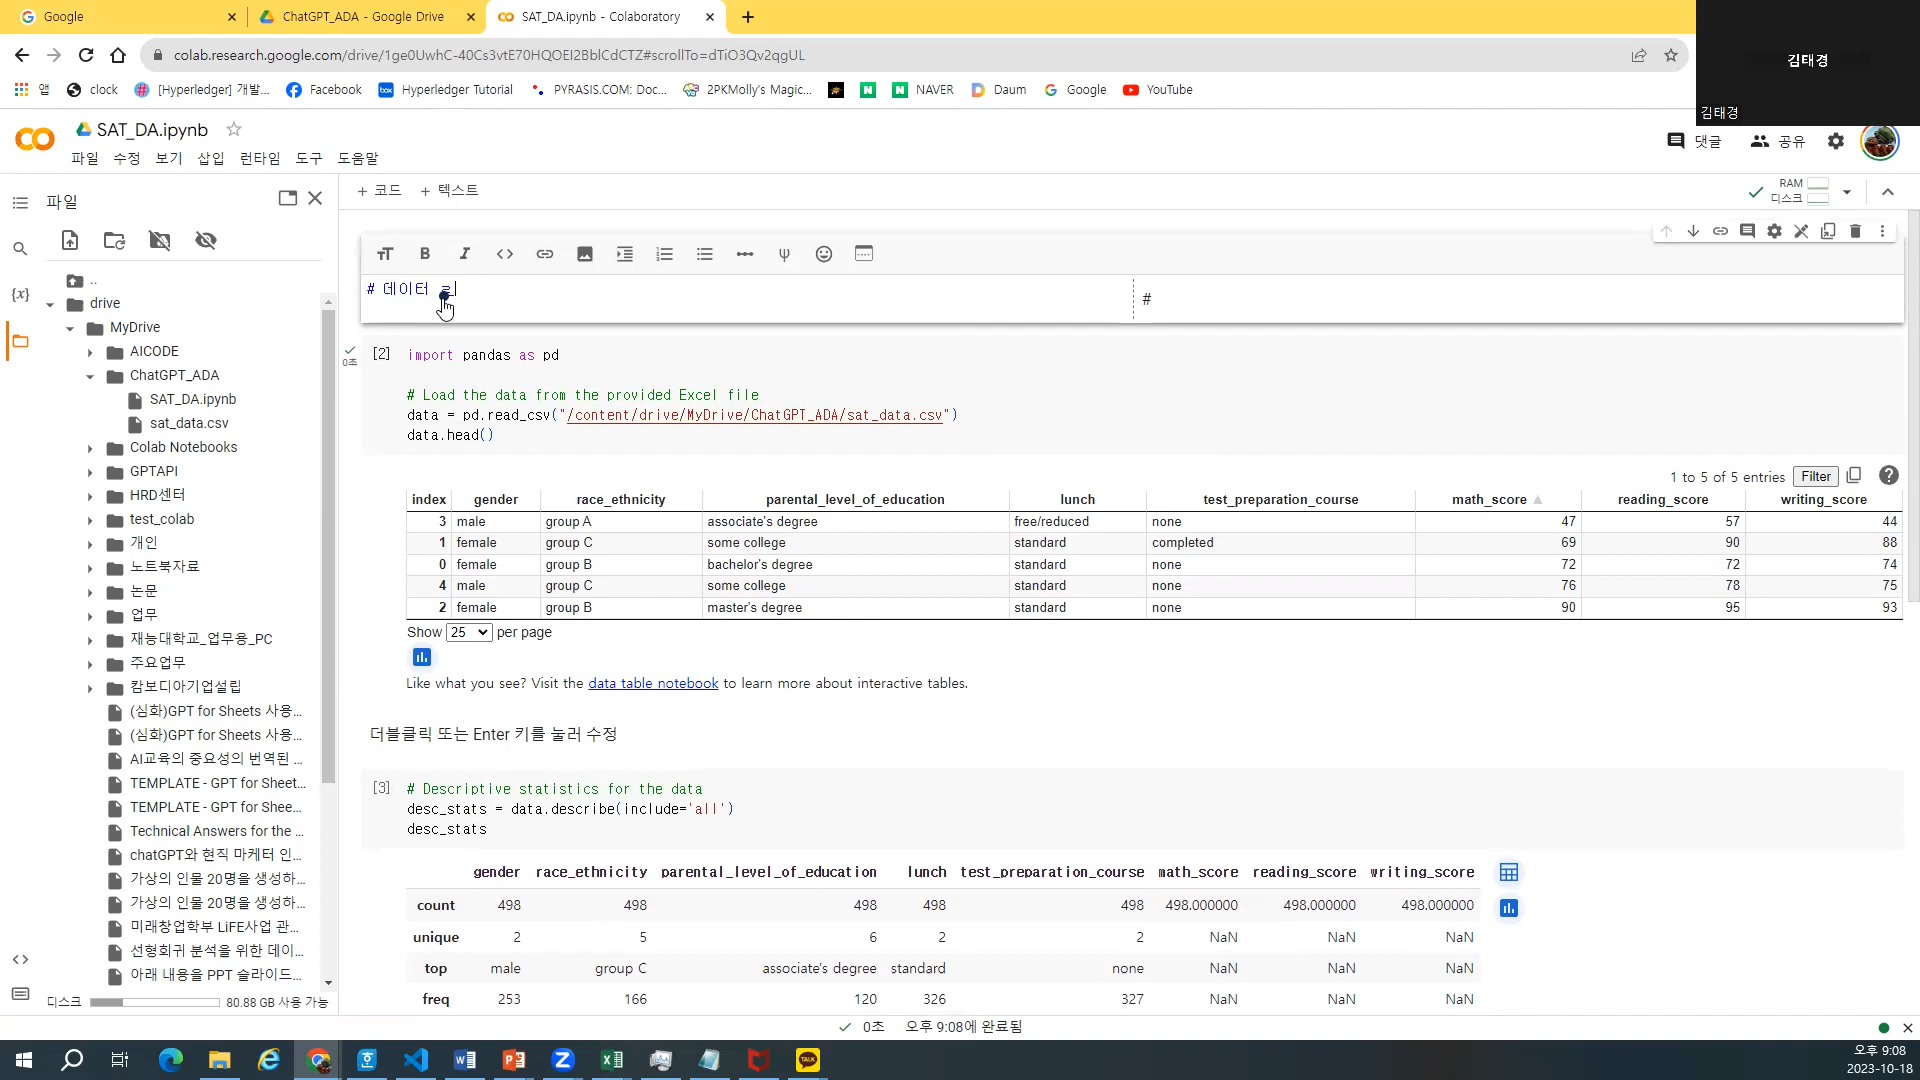 Google
ChatGPT_ADA - Google Drive
SAT_DA.ipynb - Colaboratory
colab.research.google.com/drive/1ge0UwhC-40Cs3vtE70HQOEI2BblCdCTZ#scrollTo=dTiO3Qv2qgUL
앱
clock
[Hyperledger] 개발...
Facebook
Hyperledger Tutorial
PYRASIS.COM: Doc...
2PKMolly's Magic...
NAVER
Daum
Google
YouTube
김태경
김태경
SAT_DA.ipynb
파일 수정 보기 삽입 런타임 도구 도움말
댓글
공유
파일
+ 코드 + 텍스트
RAM
디스크
..
drive
MyDrive
AICODE
ChatGPT_ADA
SAT_DA.ipynb
sat_data.csv
Colab Notebooks
GPTAPI
HRD센터
test_colab
개인
노트북자료
논문
업무
재능대학교_업무용_PC
주요업무
캄보디아기업설립
(심화)GPT for Sheets 사용...
(심화)GPT for Sheets 사용...
AI교육의 중요성의 번역된 ...
TEMPLATE - GPT for Sheet...
TEMPLATE - GPT for Shee...
Technical Answers for the ...
chatGPT와 현직 마케터 인...
가상의 인물 20명을 생성하...
가상의 인물 20명을 생성하...
미래창업학부 LiFE사업 관...
선형회귀 분석을 위한 데이...
아래 내용을 PPT 슬라이드...
디스크 80.88 GB 사용 가능
# 데이터
#
0초
[2] import pandas as pd
# Load the data from the provided Excel file
data = pd.read_csv("/content/drive/MyDrive/ChatGPT_ADA/sat_data.csv")
data.head()
1 to 5 of 5 entries Filter
index gender race_ethnicity parental_level_of_education lunch test_preparation_course math_score reading_score writing_score
3 male group A associate's degree free/reduced none 47 57 44
1 female group C some college standard completed 69 90 88
0 female group B bachelor's degree standard none 72 72 74
4 male group C some college standard none 76 78 75
2 female group B master's degree standard none 90 95 93
Show 25 per page
Like what you see? Visit the data table notebook to learn more about interactive tables.
더블클릭 또는 Enter 키를 눌러 수정
[3] # Descriptive statistics for the data
desc_stats = data.describe(include='all')
desc_stats
gender race_ethnicity parental_level_of_education lunch test_preparation_course math_score reading_score writing_score
count 498 498 498 498 498 498.000000 498.000000 498.000000
unique 2 5 6 2 2 NaN NaN NaN
top male group C associate's degree standard none NaN NaN NaN
freq 253 166 120 326 327 NaN NaN NaN
0초 오후 9:08에 완료됨
오후 9:08
2023-10-18